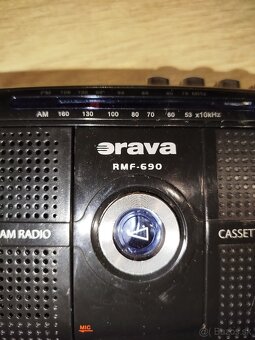 AM 160 130 100 80 70 60 53 x10kHz
orava
RMF-690
AM RADIO
CASSET
MIC